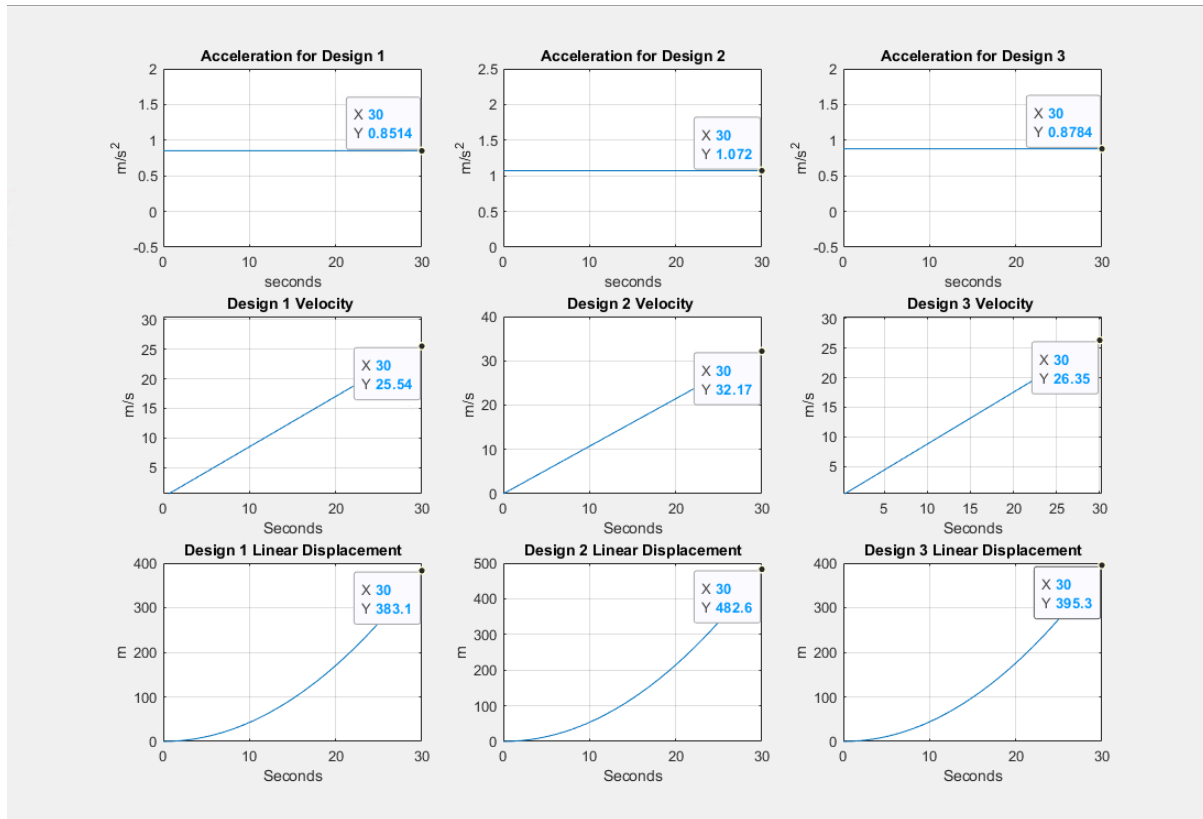 Acceleration for Design 1
2
1.5
1
0.5
0
-0.5
m/s2
X 30
Y 0.8514
0
10
20
30
seconds
Acceleration for Design 2
2.5
2
1.5
1
0.5
0
m/s2
X 30
Y 1.072
0
10
20
30
seconds
Acceleration for Design 3
2
1.5
1
0.5
0
-0.5
m/s2
X 30
Y 0.8784
0
10
20
30
seconds
Design 1 Velocity
30
25
20
15
10
5
m/s
X 30
Y 25.54
0
10
20
30
Seconds
Design 2 Velocity
40
30
20
10
0
m/s
X 30
Y 32.17
0
10
20
30
Seconds
Design 3 Velocity
30
25
20
15
10
5
m/s
X 30
Y 26.35
5
10
15
20
25
30
Seconds
Design 1 Linear Displacement
400
300
200
100
0
m
X 30
Y 383.1
0
10
20
30
Seconds
Design 2 Linear Displacement
500
400
300
200
100
0
m
X 30
Y 482.6
0
10
20
30
Seconds
Design 3 Linear Displacement
400
300
200
100
0
m
X 30
Y 395.3
0
10
20
30
Seconds